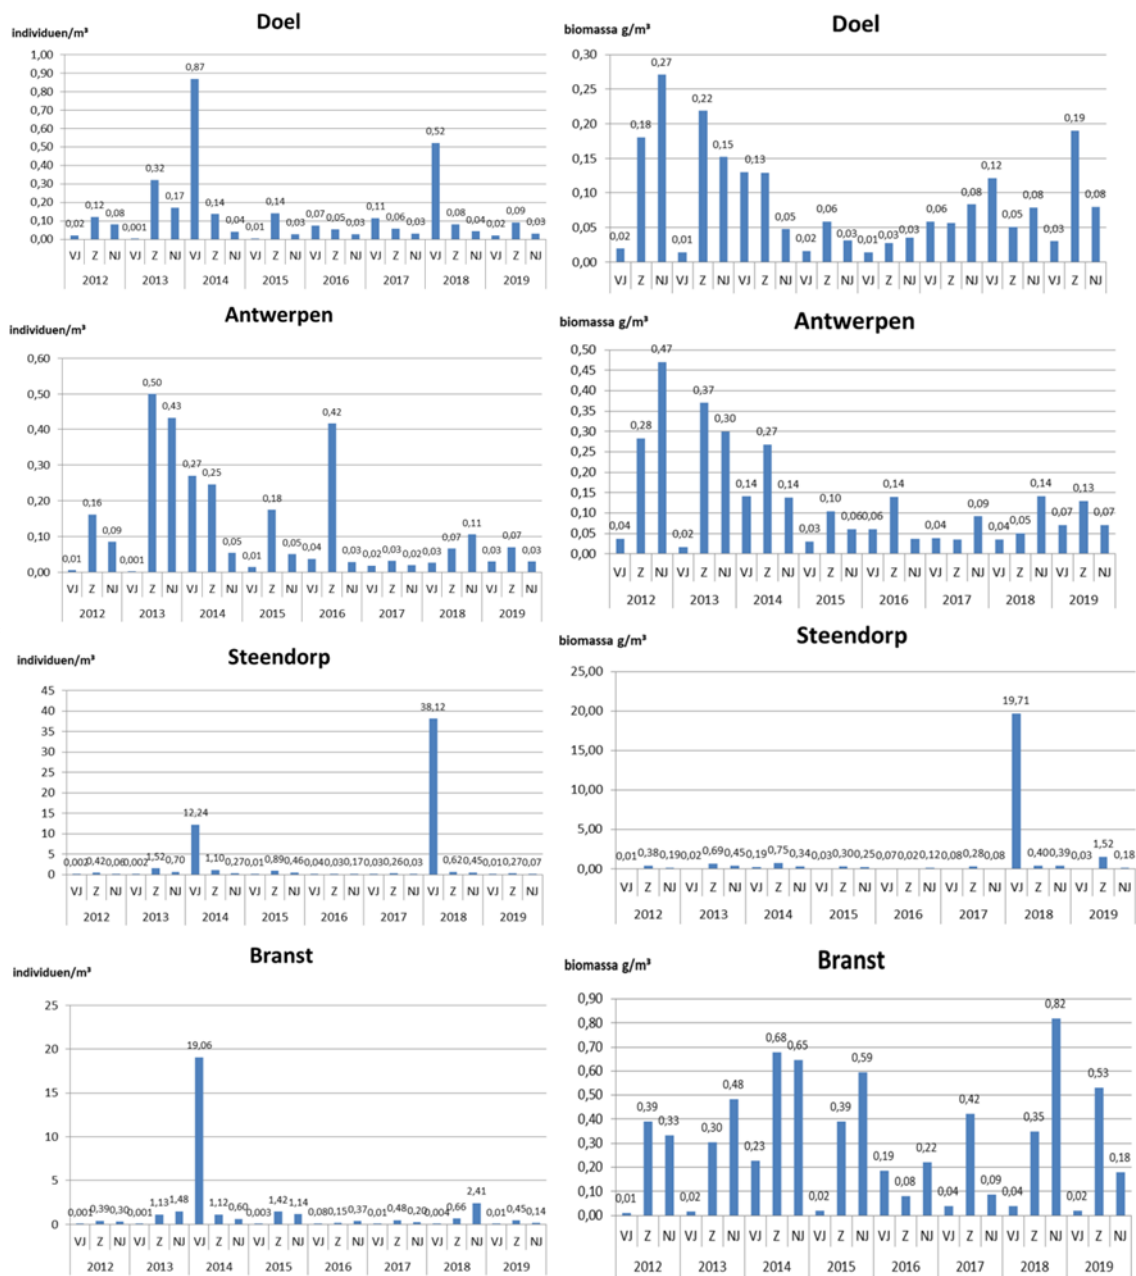 Doel
individuen/m³
1,00
0,90
0,80
0,70
0,60
0,50
0,40
0,30
0,20
0,10
0,00
0,02 0,12 0,08 0,001 0,32 0,17 0,87 0,14 0,04 0,01 0,14 0,03 0,07 0,05 0,03 0,11 0,06 0,03 0,52 0,08 0,04 0,02 0,09 0,03
VJ Z NJ VJ Z NJ VJ Z NJ VJ Z NJ VJ Z NJ VJ Z NJ VJ Z NJ VJ Z NJ
2012 2013 2014 2015 2016 2017 2018 2019
Doel
biomassa g/m³
0,30
0,25
0,20
0,15
0,10
0,05
0,00
0,02 0,18 0,27 0,01 0,22 0,15 0,13 0,13 0,05 0,02 0,06 0,03 0,01 0,03 0,03 0,06 0,08 0,12 0,05 0,08 0,03 0,19 0,08
VJ Z NJ VJ Z NJ VJ Z NJ VJ Z NJ VJ Z NJ VJ Z NJ VJ Z NJ VJ Z NJ
2012 2013 2014 2015 2016 2017 2018 2019
Antwerpen
individuen/m³
0,60
0,50
0,40
0,30
0,20
0,10
0,00
0,01 0,16 0,09 0,001 0,50 0,43 0,27 0,25 0,05 0,01 0,18 0,05 0,04 0,42 0,03 0,02 0,03 0,02 0,03 0,07 0,11 0,03 0,07 0,03
VJ Z NJ VJ Z NJ VJ Z NJ VJ Z NJ VJ Z NJ VJ Z NJ VJ Z NJ VJ Z NJ
2012 2013 2014 2015 2016 2017 2018 2019
Antwerpen
biomassa g/m³
0,50
0,45
0,40
0,35
0,30
0,25
0,20
0,15
0,10
0,05
0,00
0,04 0,28 0,47 0,02 0,37 0,30 0,14 0,27 0,14 0,03 0,10 0,06 0,06 0,14 0,04 0,09 0,04 0,05 0,14 0,07 0,13 0,07
VJ Z NJ VJ Z NJ VJ Z NJ VJ Z NJ VJ Z NJ VJ Z NJ VJ Z NJ VJ Z NJ
2012 2013 2014 2015 2016 2017 2018 2019
Steendorp
individuen/m³
45
40
35
30
25
20
15
10
5
0
0,002 0,42 0,06 0,002 1,52 0,70 12,24 1,10 0,27 0,01 0,89 0,46 0,04 0,03 0,17 0,03 0,26 0,03 38,12 0,62 0,45 0,01 0,27 0,07
VJ Z NJ VJ Z NJ VJ Z NJ VJ Z NJ VJ Z NJ VJ Z NJ VJ Z NJ VJ Z NJ
2012 2013 2014 2015 2016 2017 2018 2019
Steendorp
biomassa g/m³
25,00
20,00
15,00
10,00
5,00
0,00
0,01 0,38 0,19 0,02 0,69 0,45 0,19 0,75 0,34 0,03 0,30 0,25 0,07 0,02 0,12 0,08 0,28 0,08 19,71 0,40 0,39 0,03 1,52 0,18
VJ Z NJ VJ Z NJ VJ Z NJ VJ Z NJ VJ Z NJ VJ Z NJ VJ Z NJ VJ Z NJ
2012 2013 2014 2015 2016 2017 2018 2019
Branst
individuen/m³
25
20
15
10
5
0
0,001 0,39 0,30 0,001 1,13 1,48 19,06 1,12 0,60 0,003 1,42 1,14 0,08 0,15 0,37 0,01 0,48 0,20 0,004 0,66 2,41 0,01 0,45 0,14
VJ Z NJ VJ Z NJ VJ Z NJ VJ Z NJ VJ Z NJ VJ Z NJ VJ Z NJ VJ Z NJ
2012 2013 2014 2015 2016 2017 2018 2019
Branst
biomassa g/m³
0,90
0,80
0,70
0,60
0,50
0,40
0,30
0,20
0,10
0,00
0,01 0,39 0,33 0,02 0,30 0,48 0,23 0,68 0,65 0,02 0,39 0,59 0,19 0,08 0,22 0,04 0,42 0,09 0,04 0,35 0,82 0,02 0,53 0,18
VJ Z NJ VJ Z NJ VJ Z NJ VJ Z NJ VJ Z NJ VJ Z NJ VJ Z NJ VJ Z NJ
2012 2013 2014 2015 2016 2017 2018 2019